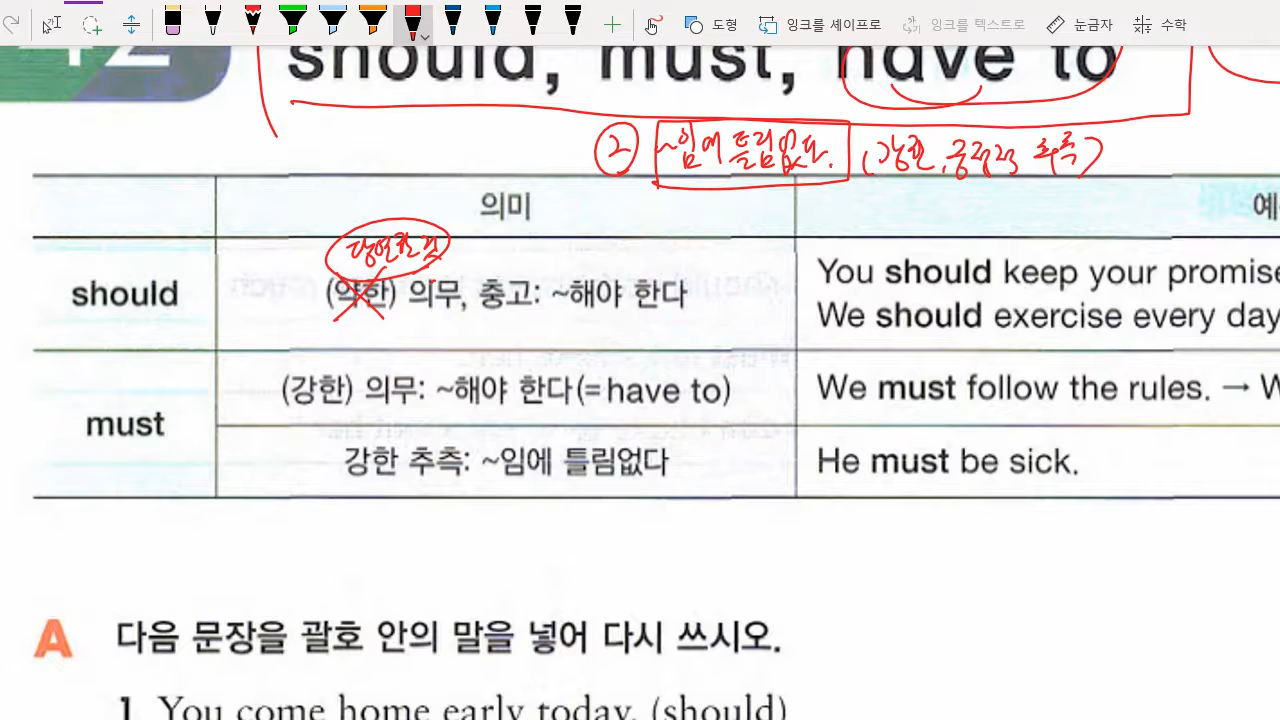 도형 잉크를 셰이프로 잉크를 텍스트로 눈금자 수학
42
should, must, have to
② ~임에 틀림없다. (강한, 긍정적 추측)
의미 예
당연한 것
should (약한) 의무, 충고: ~해야 한다 You should keep your promise
We should exercise every day
must (강한) 의무: ~해야 한다(= have to) We must follow the rules. → W
강한 추측: ~임에 틀림없다 He must be sick.
A 다음 문장을 괄호 안의 말을 넣어 다시 쓰시오.
1 You come home early today. (should)